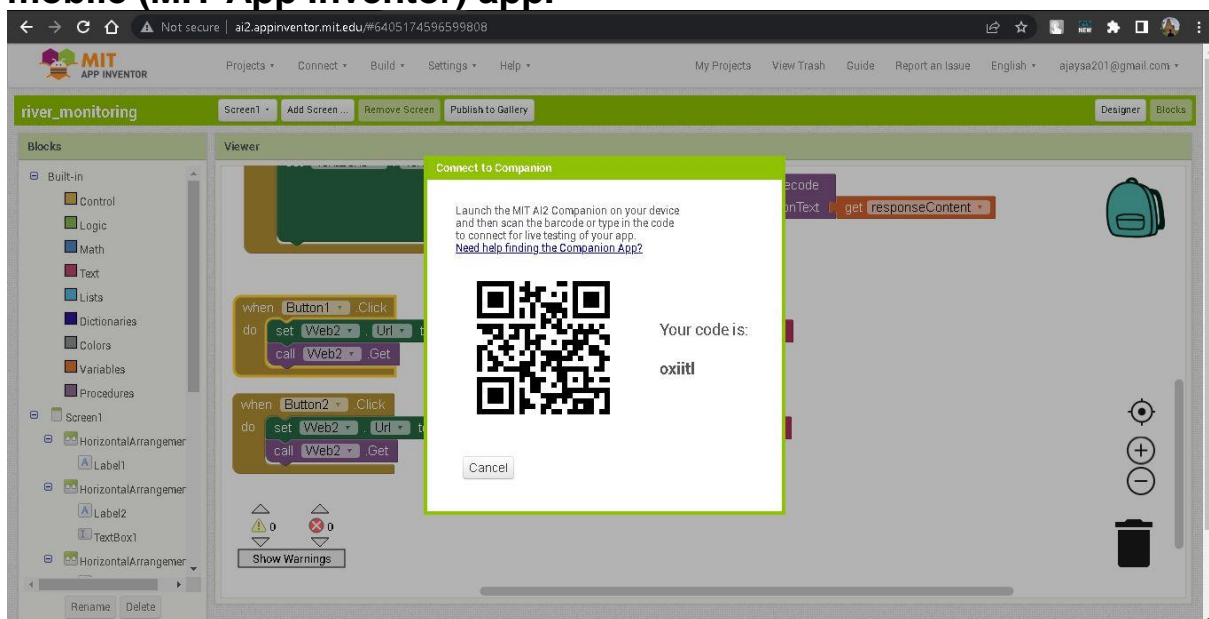 mobile (MIT App Inventor) app.
Not secure | ai2.appinventor.mit.edu/#6405174596599808
NEW
MIT
APP INVENTOR
Projects Connect Build Settings Help My Projects View Trash Guide Report an Issue English ajaysa201@gmail.com
river_monitoring Screen1 Add Screen ... Remove Screen Publish to Gallery Designer Blocks
Blocks Viewer
Built-in
Control
Logic
Math
Text
Lists
Dictionaries
Colors
Variables
Procedures
Screen1
HorizontalArrangemer
Label1
HorizontalArrangemer
Label2
TextBox1
HorizontalArrangemer
Rename Delete
get responseContent
when Button1 .Click
do set Web2 . Url
call Web2 .Get
when Button2 .Click
do set Web2 . Url
call Web2 .Get
0 0
Show Warnings
Connect to Companion
Launch the MIT AI2 Companion on your device
and then scan the barcode or type in the code
to connect for live testing of your app.
Need help finding the Companion App?
Your code is:
oxiitl
Cancel